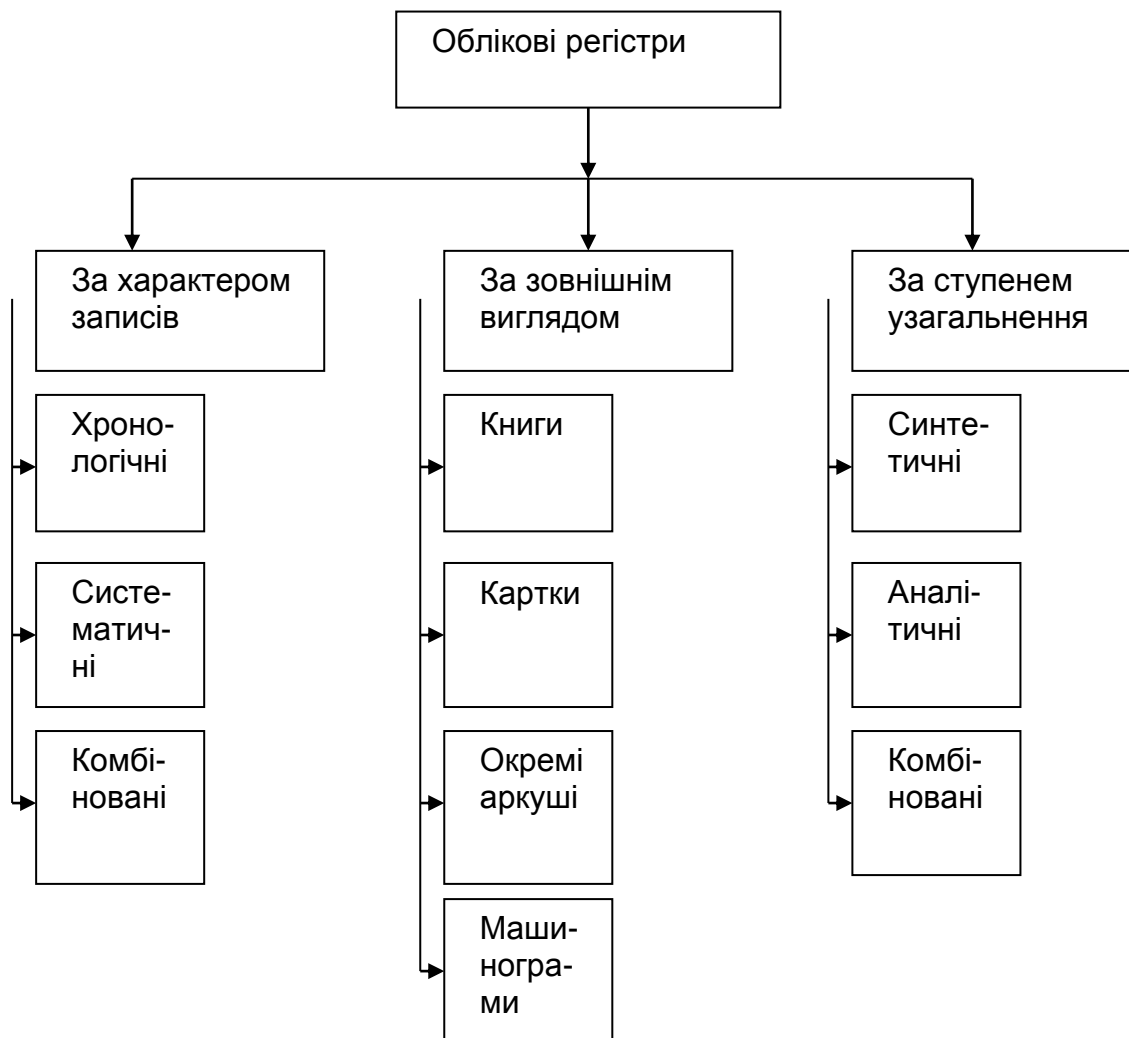 Облікові регістри
За характером
записів
За зовнішнім
виглядом
За ступенем
узагальнення
Хроно-
логічні
Книги
Синте-
тичні
Систе-
матич-
ні
Картки
Аналі-
тичні
Комбі-
новані
Окремі
аркуші
Комбі-
новані
Маши-
ногра-
ми